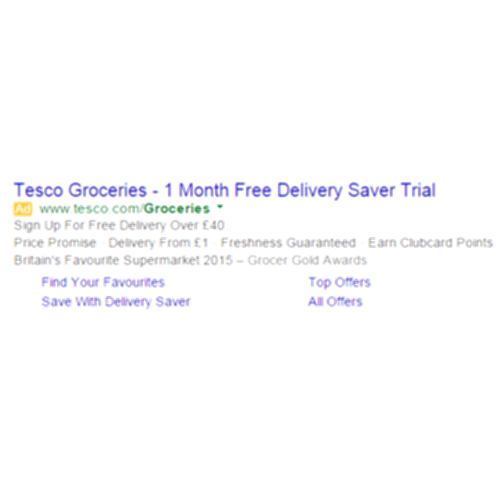 Tesco Groceries - 1 Month Free Delivery Saver Trial
Ad www.tesco.com/Groceries
Sign Up For Free Delivery Over £40
Price Promise · Delivery From £1 · Freshness Guaranteed · Earn Clubcard Points
Britain's Favourite Supermarket 2015 – Grocer Gold Awards
Find Your Favourites Top Offers
Save With Delivery Saver All Offers